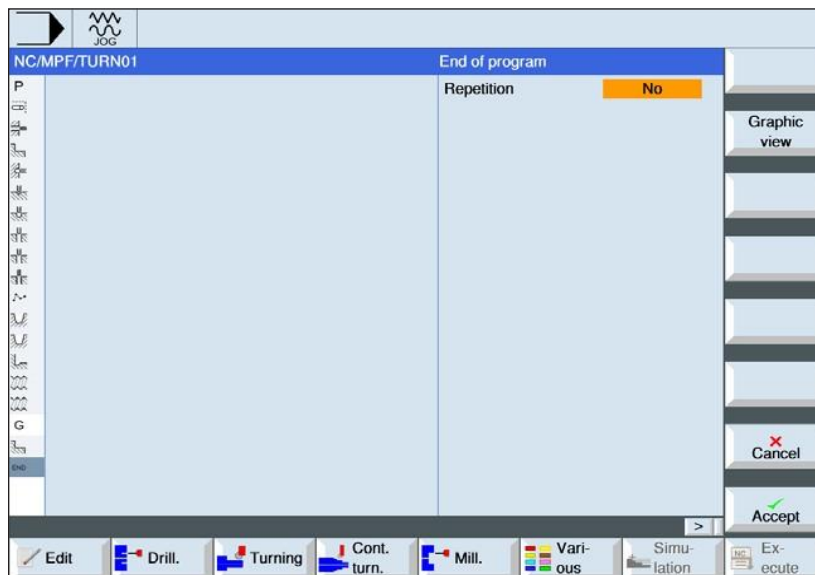 JOG
NC/MPF/TURN01
End of program
P
Repetition
No
Graphic
view
G
END
Cancel
Accept
>
Edit
Drill.
Turning
Cont.
turn.
Mill.
Vari-
ous
Simu-
lation
NC
Ex-
ecute